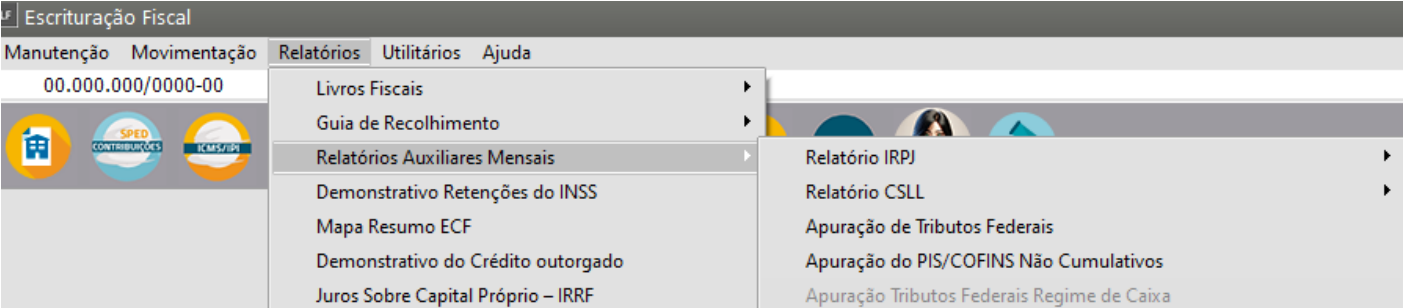 LF Escrituração Fiscal
Manutenção Movimentação Relatórios Utilitários Ajuda
00.000.000/0000-00
Livros Fiscais
Guia de Recolhimento
SPED CONTRIBUIÇÕES
ICMS/IPI
Relatórios Auxiliares Mensais
Demonstrativo Retenções do INSS
Mapa Resumo ECF
Demonstrativo do Crédito outorgado
Juros Sobre Capital Próprio – IRRF
Relatório IRPJ
Relatório CSLL
Apuração de Tributos Federais
Apuração do PIS/COFINS Não Cumulativos
Apuração Tributos Federais Regime de Caixa